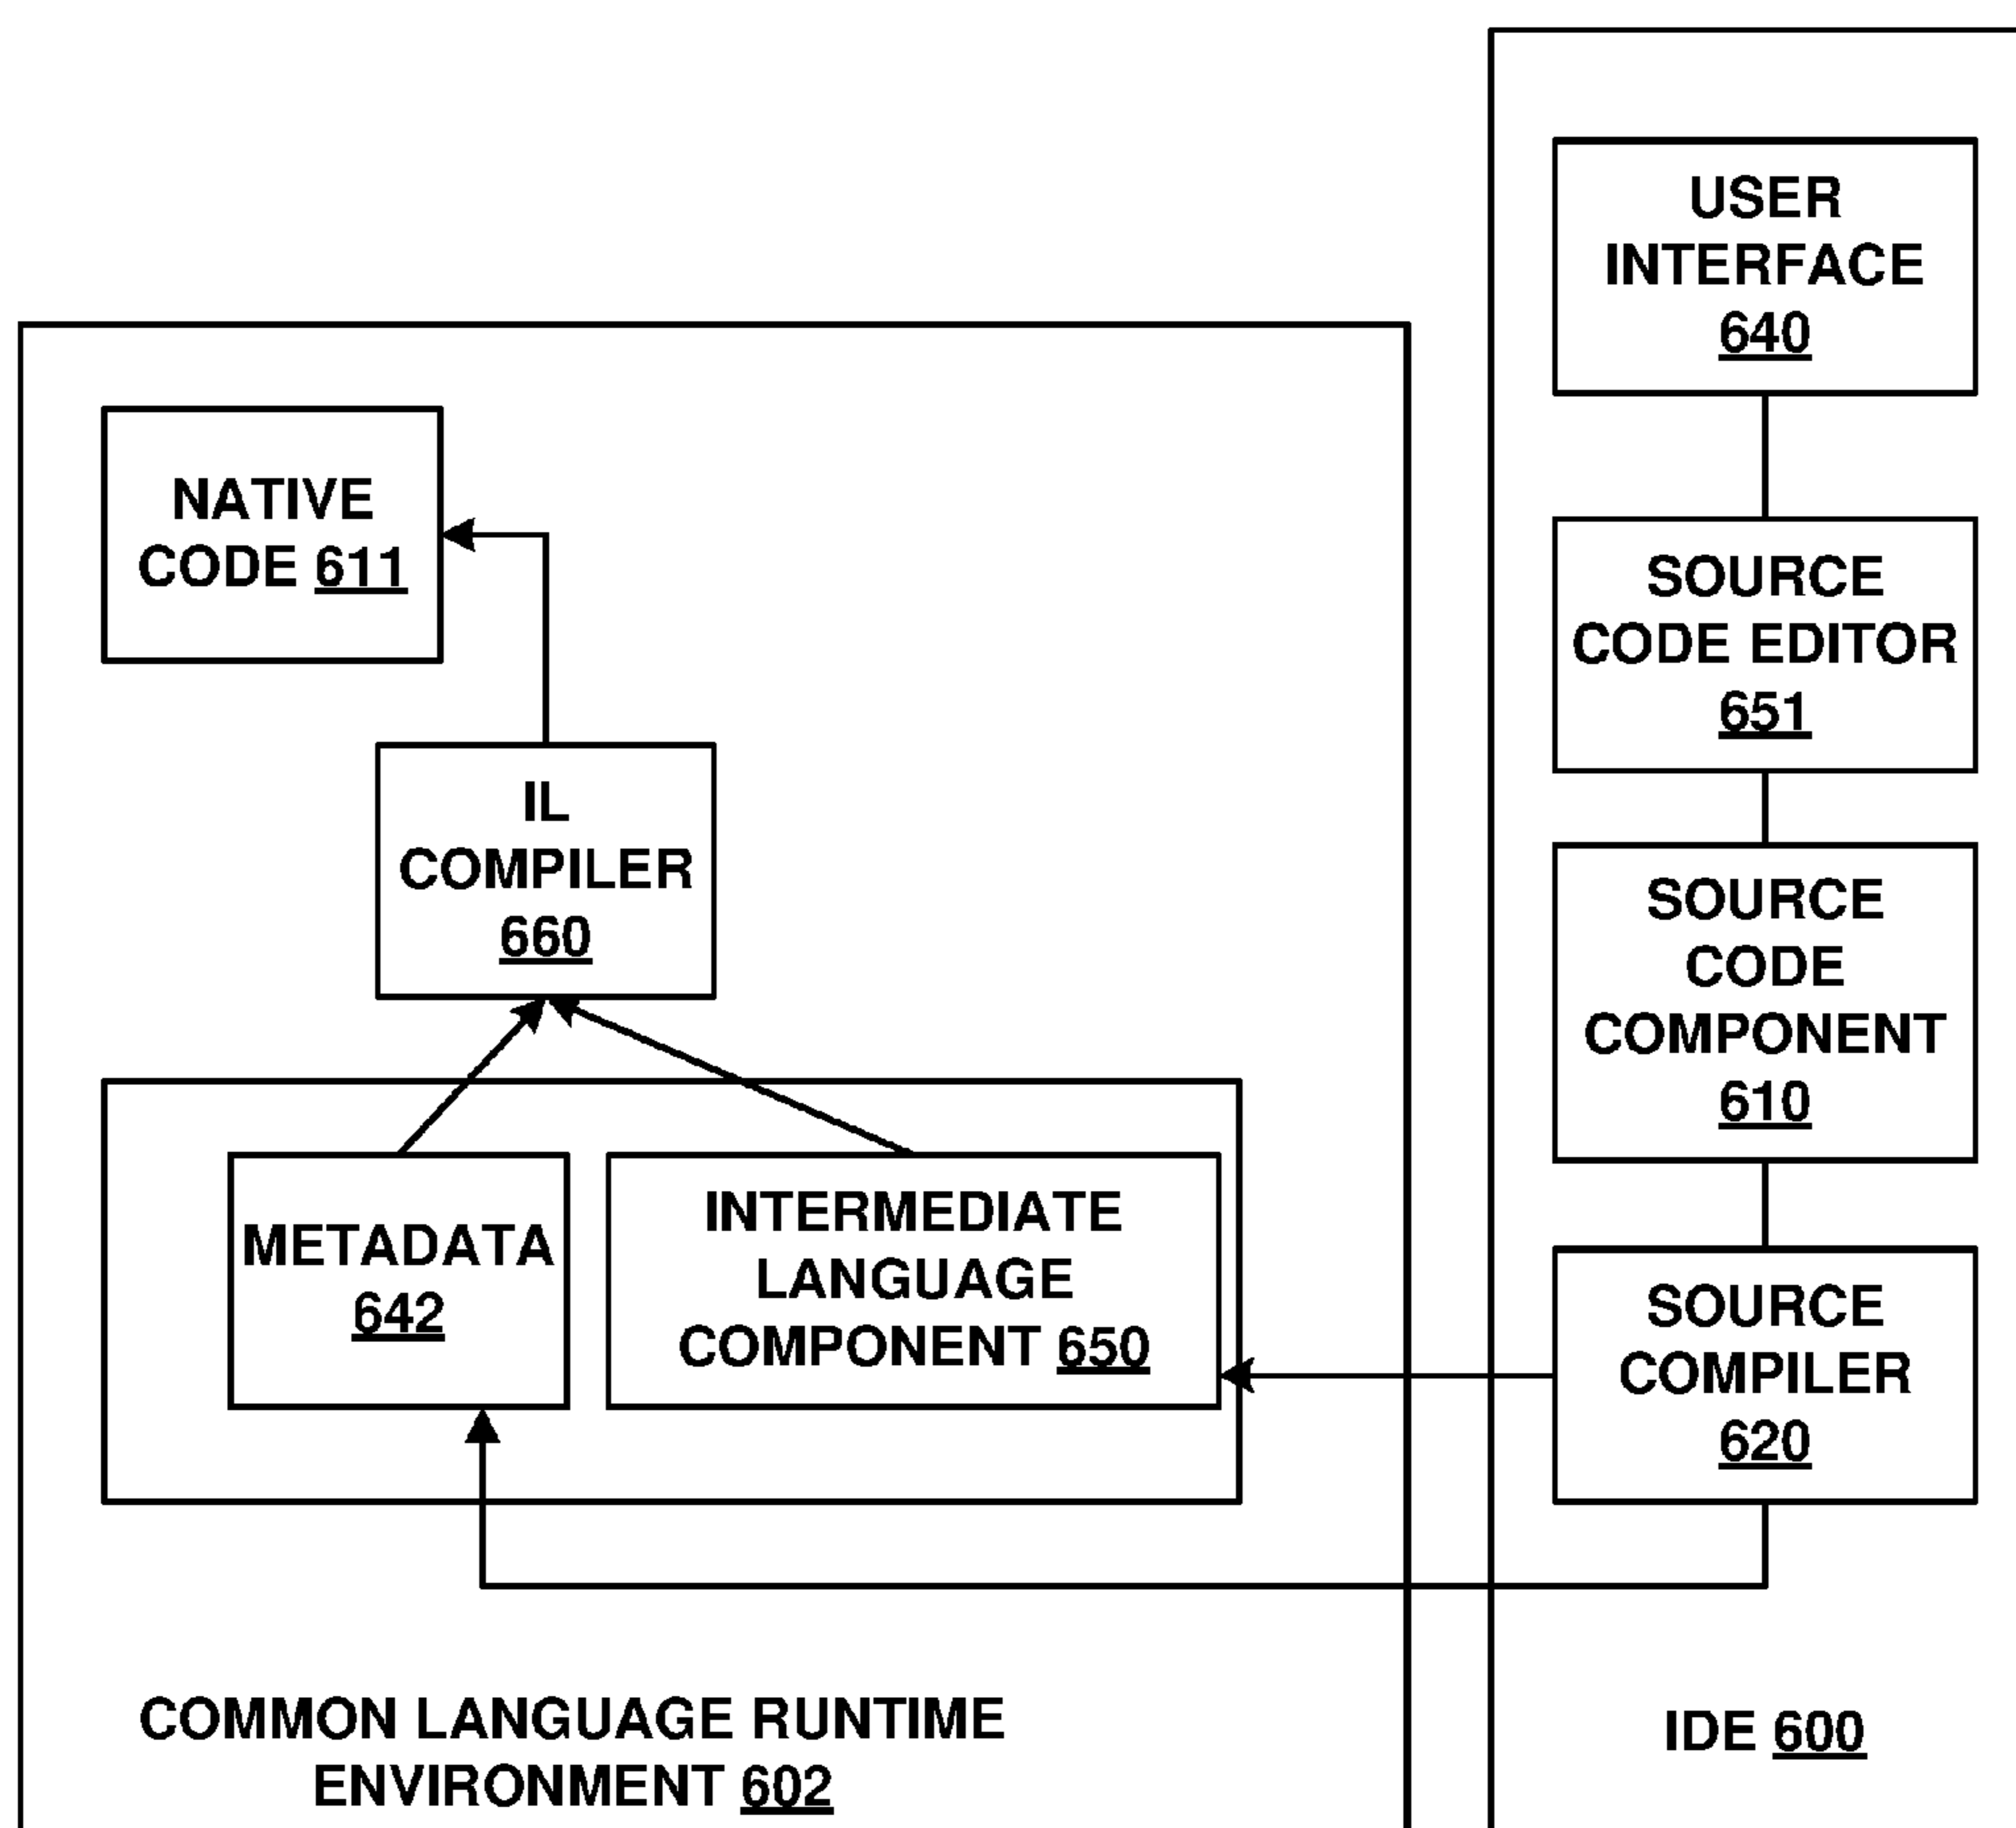 USER
INTERFACE
640
NATIVE
CODE 611
SOURCE
CODE EDITOR
651
IL
COMPILER
660
SOURCE
CODE
COMPONENT
610
METADATA
642
INTERMEDIATE
LANGUAGE
COMPONENT 650
SOURCE
COMPILER
620
COMMON LANGUAGE RUNTIME
ENVIRONMENT 602
IDE 600